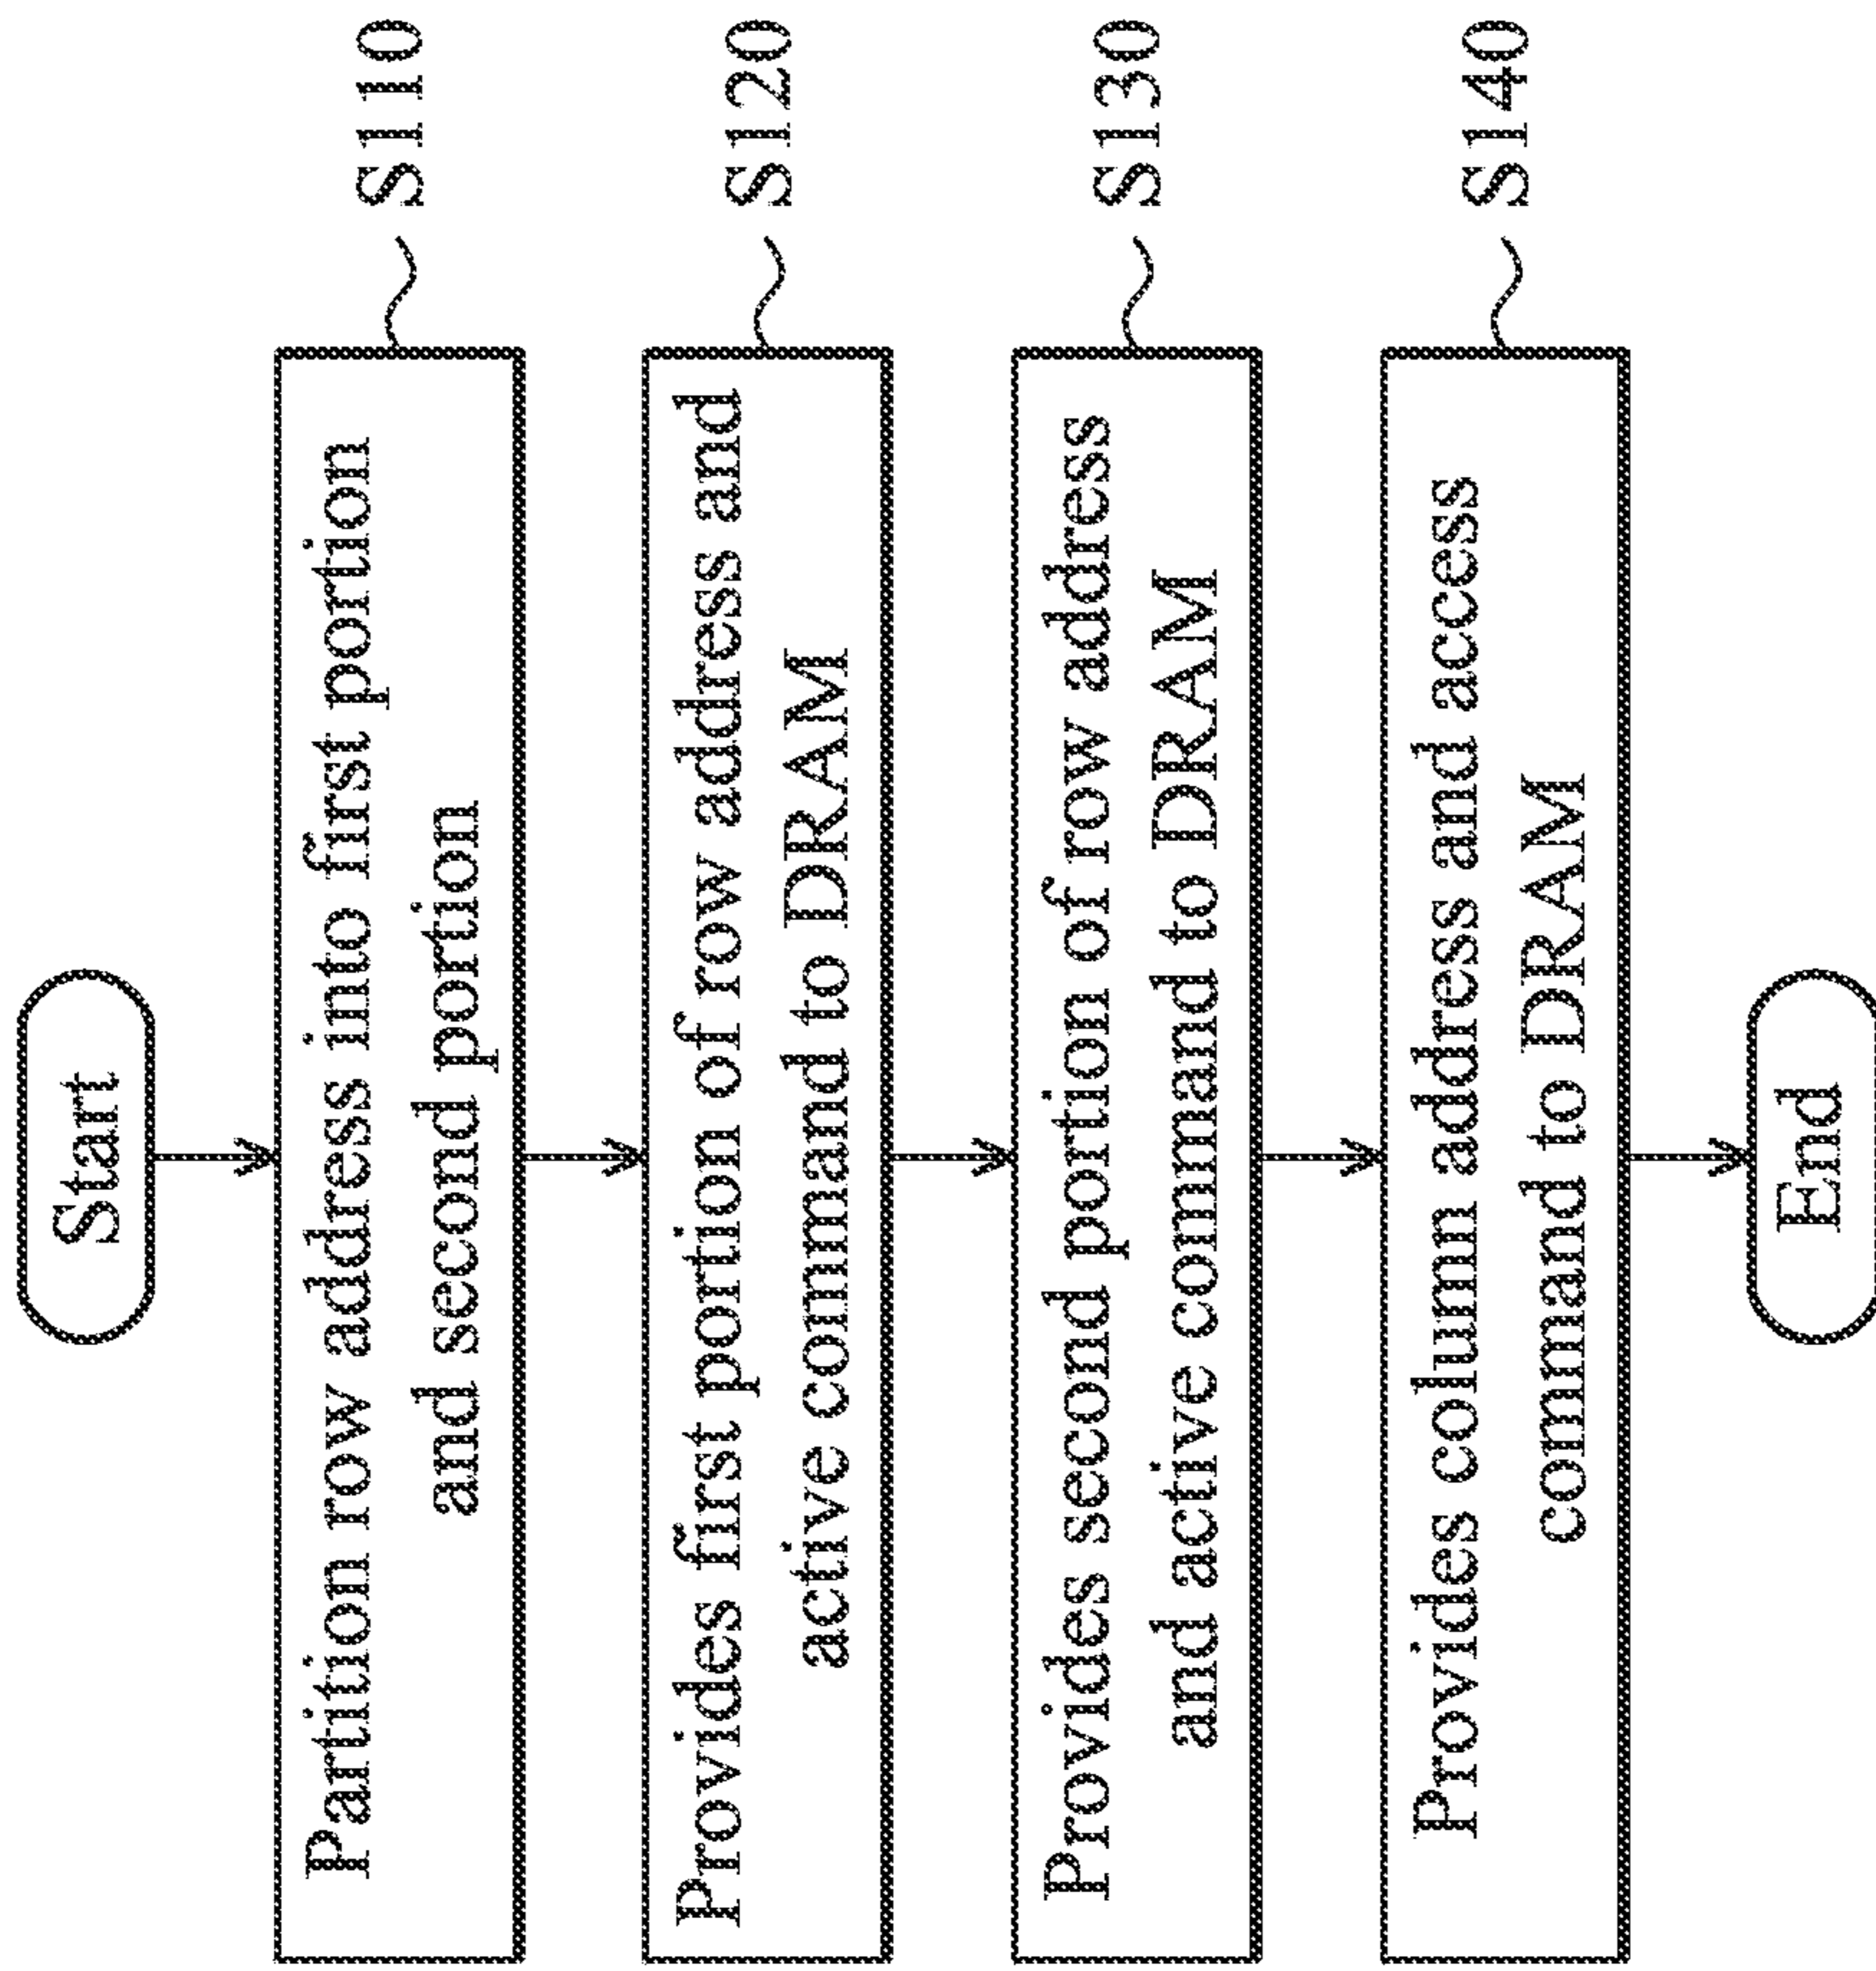 Start
Partition row address into first portion
and second portion
S110
Provides first portion of row address and
active command to DRAM
S120
Provides second portion of row address
and active command to DRAM
S130
Provides column address and access
command to DRAM
S140
End